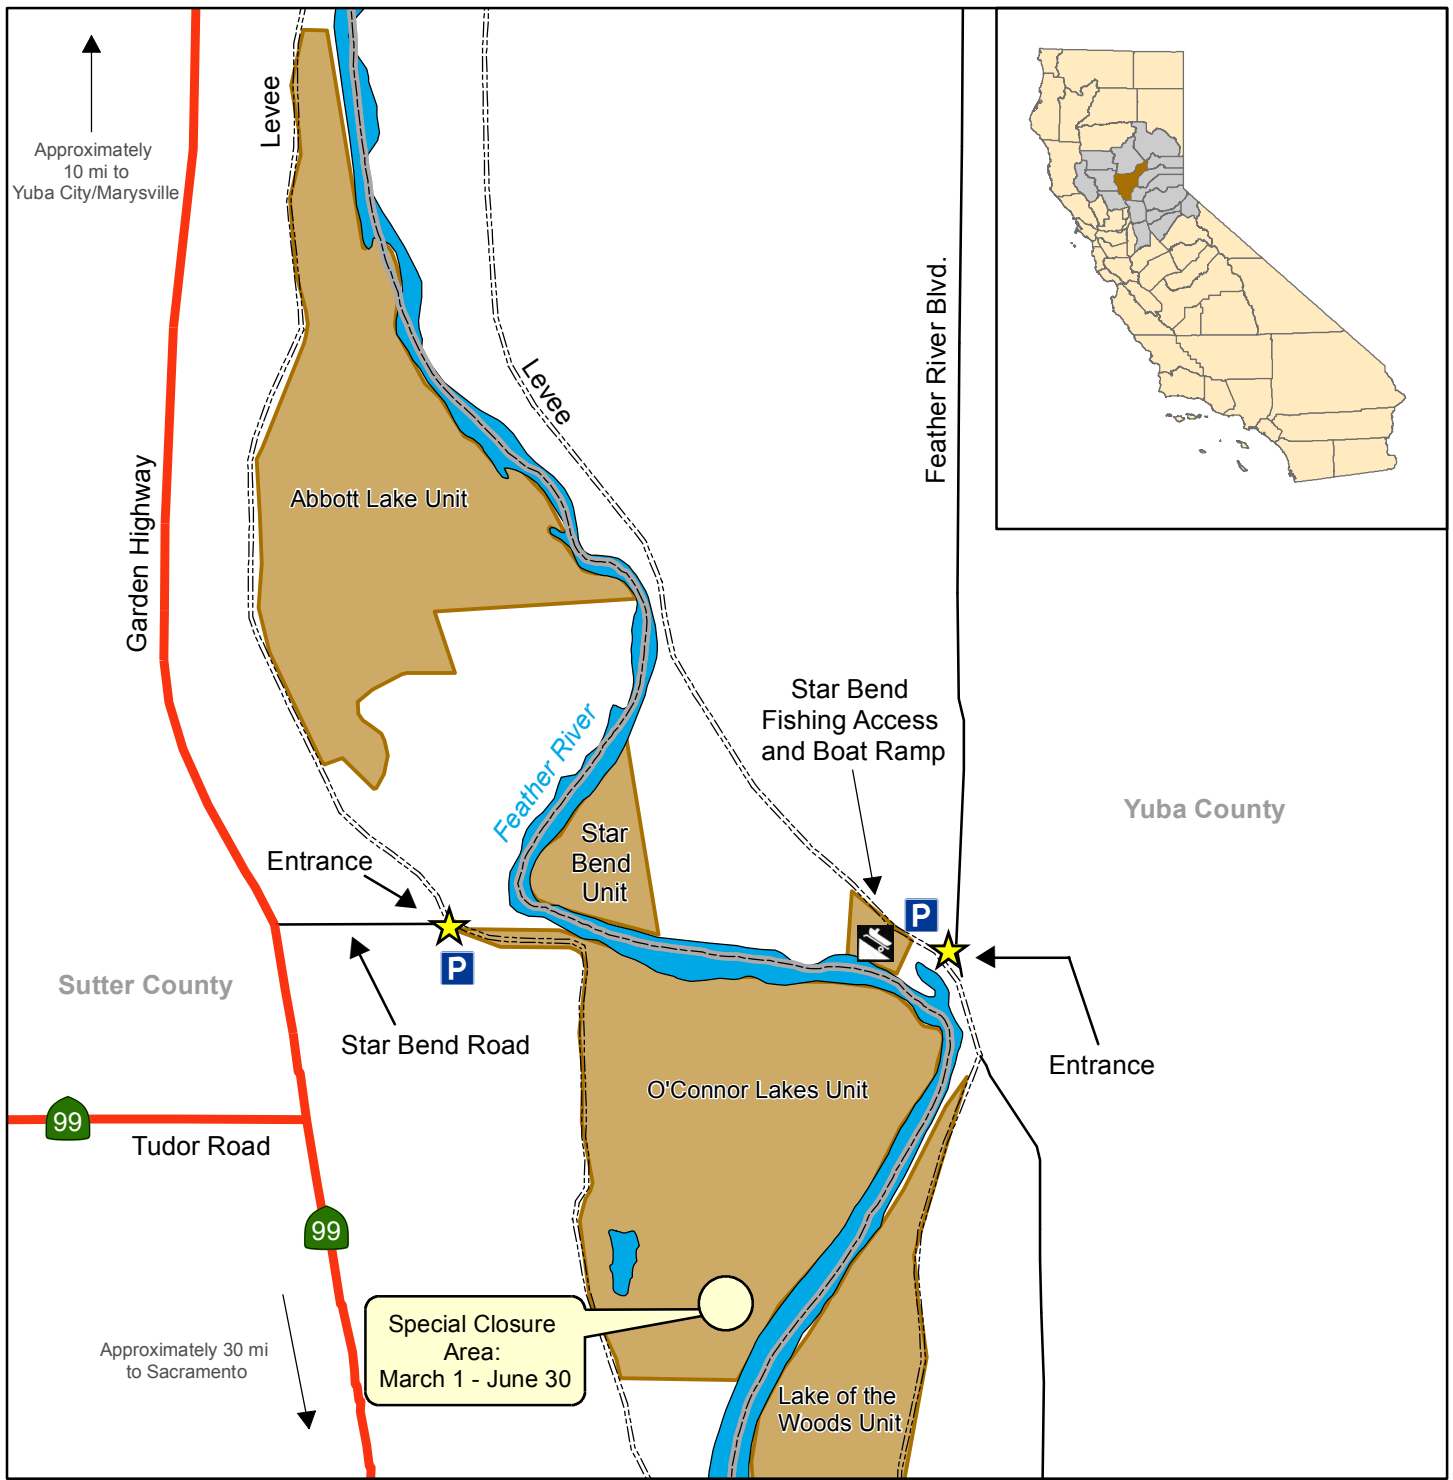 Approximately
10 mi to
Yuba City/Marysville
Levee
Levee
Feather River Blvd.
Garden Highway
Abbott Lake Unit
Star Bend
Fishing Access
and Boat Ramp
Feather River
Yuba County
Star
Bend
Unit
Entrance
P
P
Sutter County
Star Bend Road
Entrance
O'Connor Lakes Unit
99
Tudor Road
99
Special Closure
Area:
March 1 - June 30
Approximately 30 mi
to Sacramento
Lake of the
Woods Unit